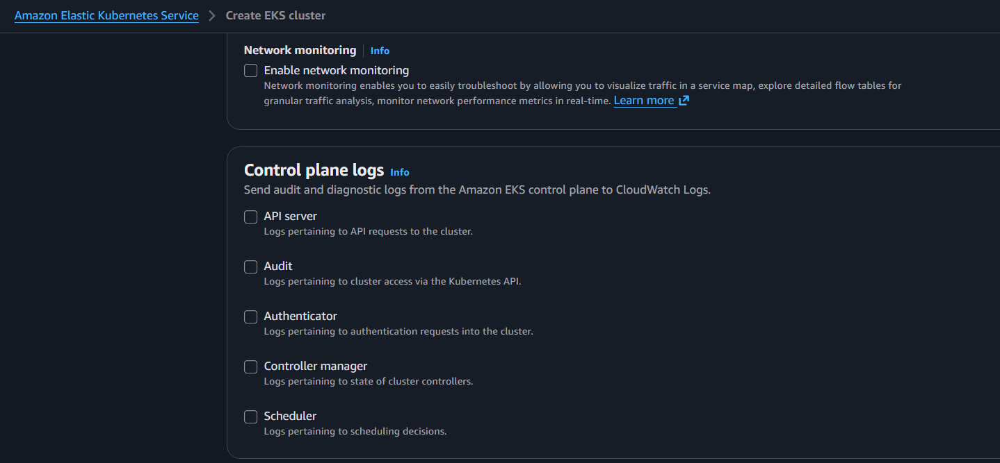 Amazon Elastic Kubernetes Service > Create EKS cluster
Network monitoring | Info
Enable network monitoring
Network monitoring enables you to easily troubleshoot by allowing you to visualize traffic in a service map, explore detailed flow tables for
granular traffic analysis, monitor network performance metrics in real-time. Learn more
Control plane logs Info
Send audit and diagnostic logs from the Amazon EKS control plane to CloudWatch Logs.
API server
Logs pertaining to API requests to the cluster.
Audit
Logs pertaining to cluster access via the Kubernetes API.
Authenticator
Logs pertaining to authentication requests into the cluster.
Controller manager
Logs pertaining to state of cluster controllers.
Scheduler
Logs pertaining to scheduling decisions.